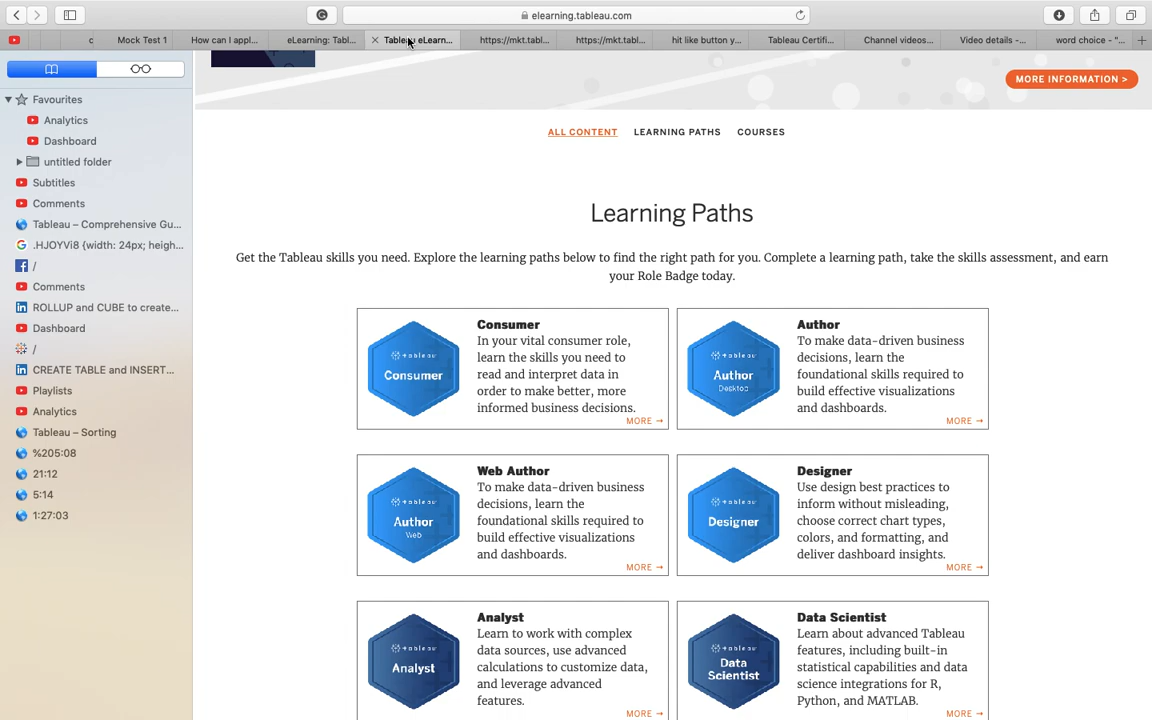 elearning.tableau.com
c
Mock Test 1
How can I appl...
eLearning: Tabl...
Tableau eLearn...
https://mkt.tabl...
https://mkt.tabl...
hit like button y...
Tableau Certifi...
Channel videos...
Video details -...
word choice - "...
Favourites
Analytics
Dashboard
untitled folder
Subtitles
Comments
Tableau – Comprehensive Gu...
.HJOYVi8 {width: 24px; heigh...
/
Comments
ROLLUP and CUBE to create...
Dashboard
/
CREATE TABLE and INSERT...
Playlists
Analytics
Tableau – Sorting
%205:08
21:12
5:14
1:27:03
MORE INFORMATION >
ALL CONTENT
LEARNING PATHS
COURSES
Learning Paths
Get the Tableau skills you need. Explore the learning paths below to find the right path for you. Complete a learning path, take the skills assessment, and earn
your Role Badge today.
+ableau
Consumer
Consumer
In your vital consumer role,
learn the skills you need to
read and interpret data in
order to make better, more
informed business decisions.
MORE →
+ableau
Author
Desktop
Author
To make data-driven business
decisions, learn the
foundational skills required to
build effective visualizations
and dashboards.
MORE →
+ableau
Author
Web
Web Author
To make data-driven business
decisions, learn the
foundational skills required to
build effective visualizations
and dashboards.
MORE →
+ableau
Designer
Designer
Use design best practices to
inform without misleading,
choose correct chart types,
colors, and formatting, and
deliver dashboard insights.
MORE →
+ableau
Analyst
Analyst
Learn to work with complex
data sources, use advanced
calculations to customize data,
and leverage advanced
features.
MORE →
+ableau
Data
Scientist
Data Scientist
Learn about advanced Tableau
features, including built-in
statistical capabilities and data
science integrations for R,
Python, and MATLAB.
MORE →